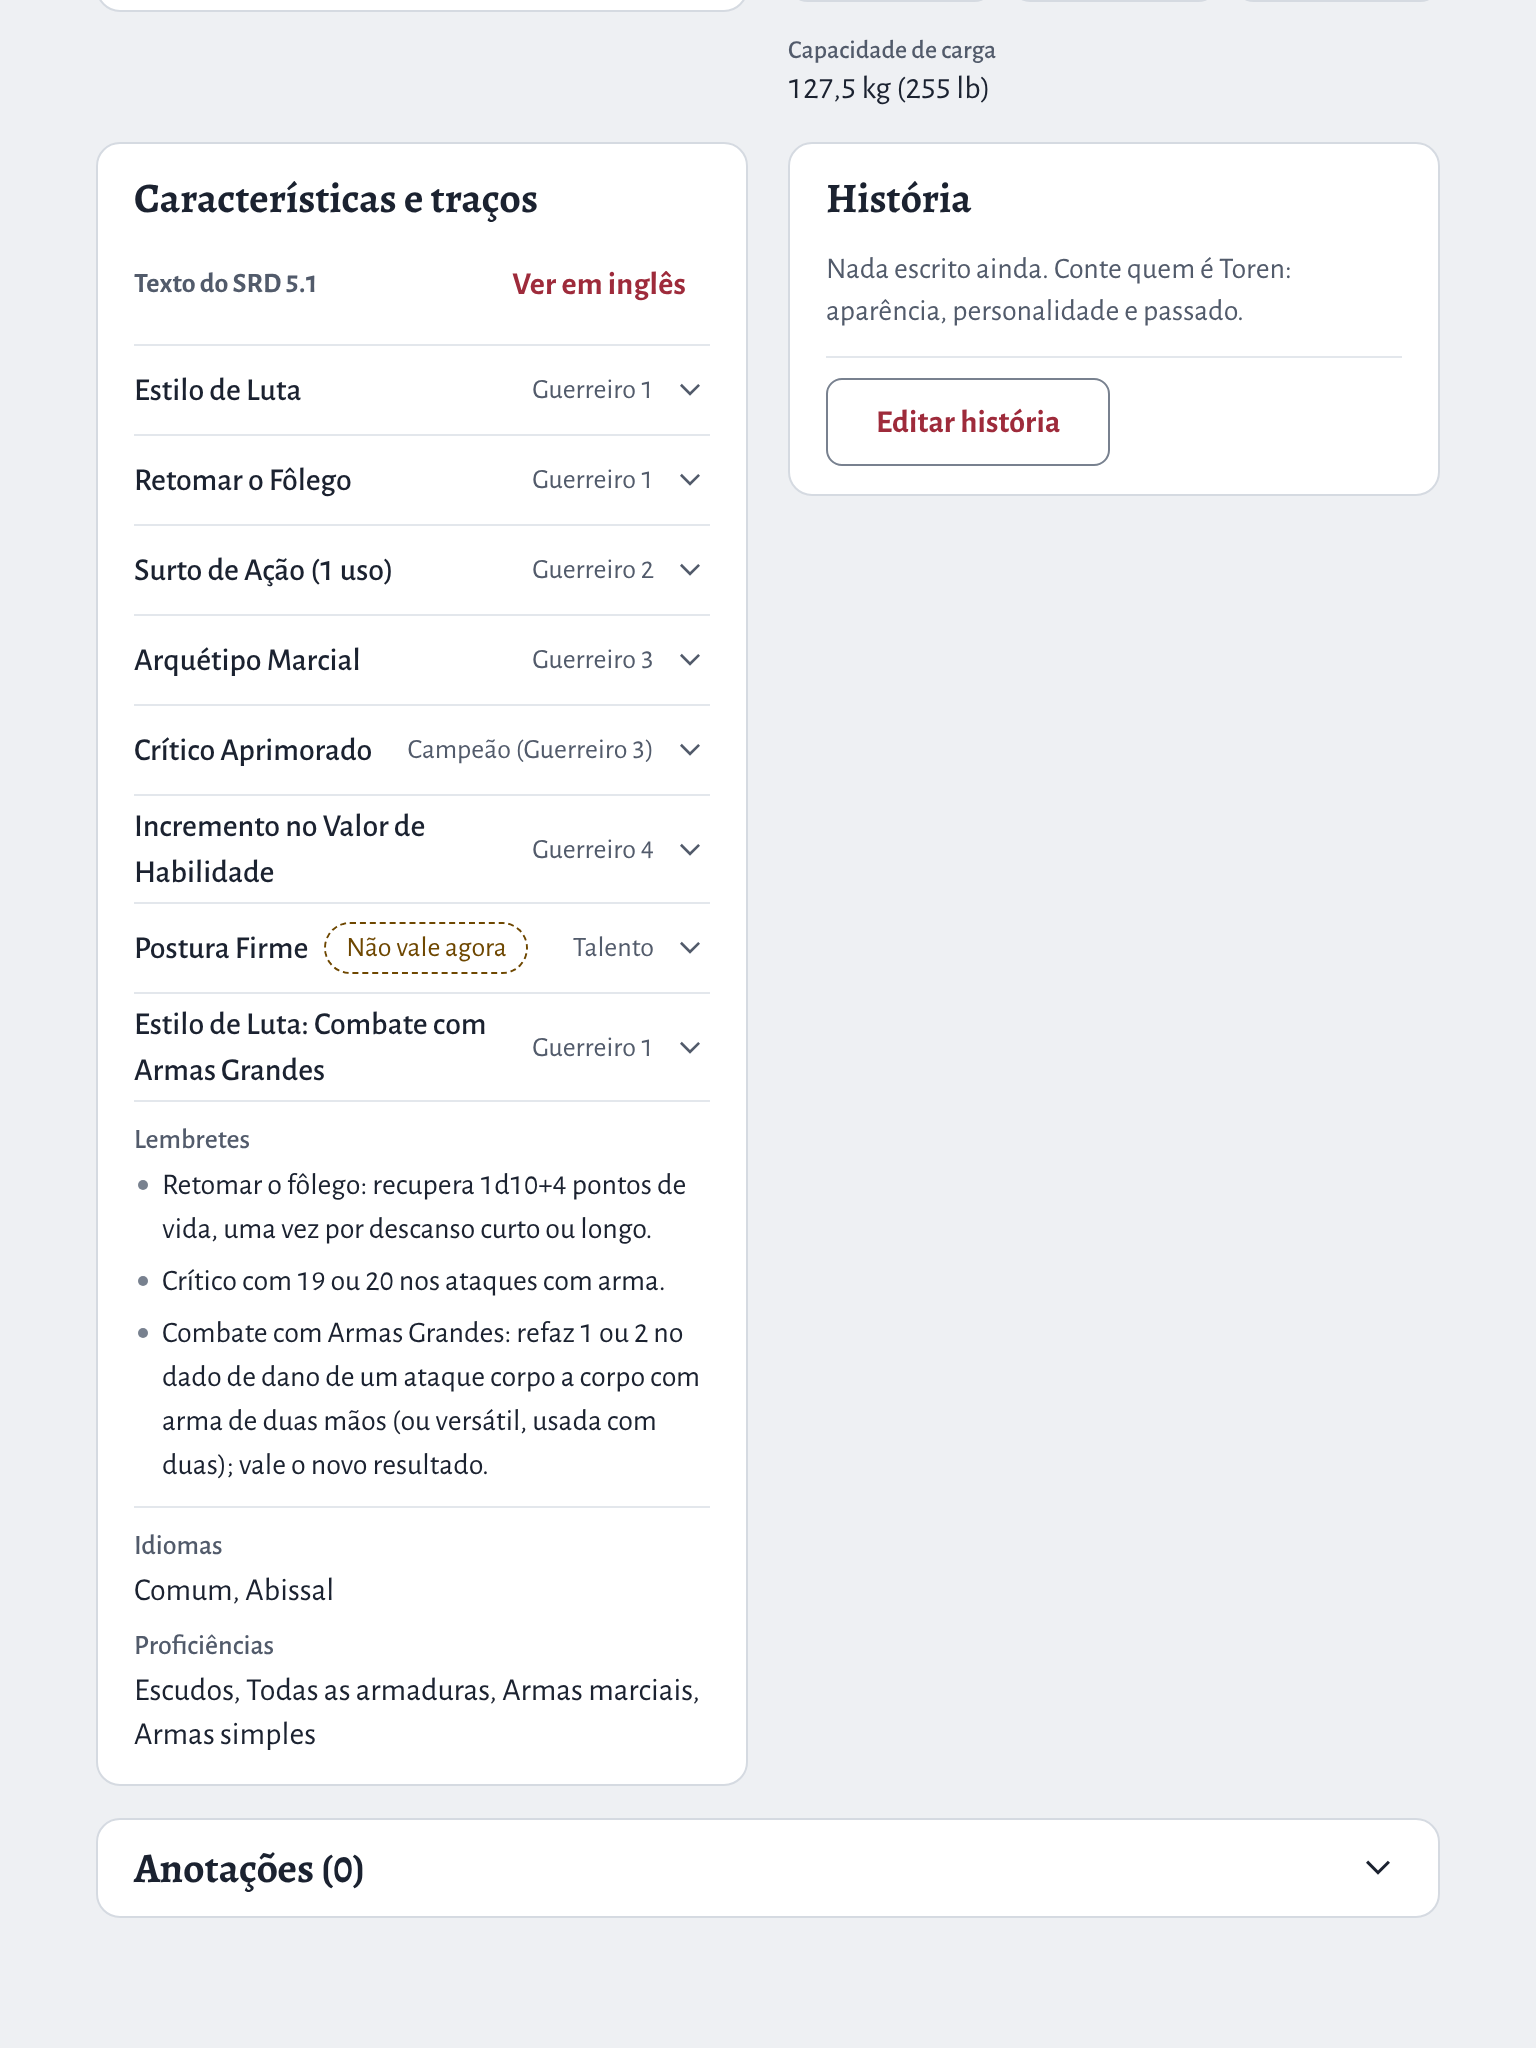 Capacidade de carga
127,5 kg (255 lb)
Características e traços
Texto do SRD 5.1
Ver em inglês
Estilo de Luta
Guerreiro 1
Retomar o Fôlego
Guerreiro 1
Surto de Ação (1 uso)
Guerreiro 2
Arquétipo Marcial
Guerreiro 3
Crítico Aprimorado
Campeão (Guerreiro 3)
Incremento no Valor de
Habilidade
Guerreiro 4
Postura Firme
Não vale agora
Talento
Estilo de Luta: Combate com
Armas Grandes
Guerreiro 1
Lembretes
Retomar o fôlego: recupera 1d10+4 pontos de
vida, uma vez por descanso curto ou longo.
Crítico com 19 ou 20 nos ataques com arma.
Combate com Armas Grandes: refaz 1 ou 2 no
dado de dano de um ataque corpo a corpo com
arma de duas mãos (ou versátil, usada com
duas); vale o novo resultado.
Idiomas
Comum, Abissal
Proficiências
Escudos, Todas as armaduras, Armas marciais,
Armas simples
História
Nada escrito ainda. Conte quem é Toren:
aparência, personalidade e passado.
Editar história
Anotações (0)